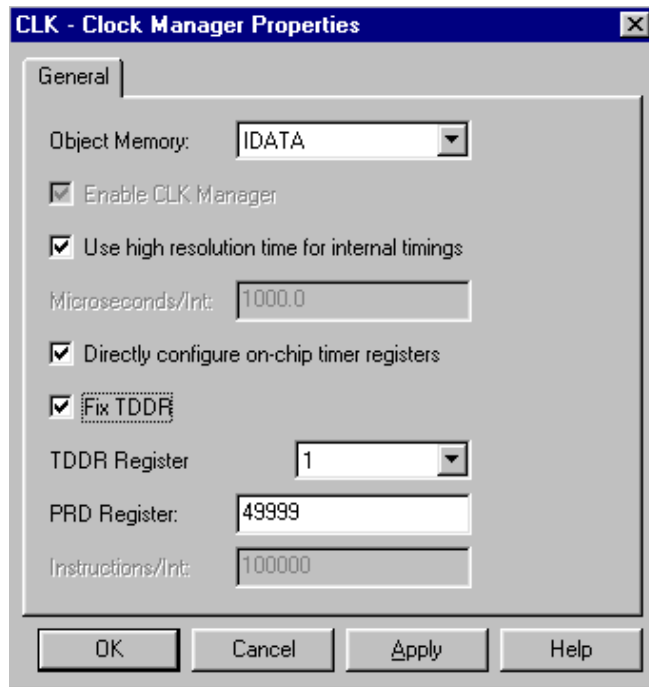 CLK - Clock Manager Properties
General
Object Memory: IDATA
Enable CLK Manager
Use high resolution time for internal timings
Microseconds/Int: 1000.0
Directly configure on-chip timer registers
Fix TDDR
TDDR Register 1
PRD Register: 49999
Instructions/Int: 100000
OK Cancel Apply Help